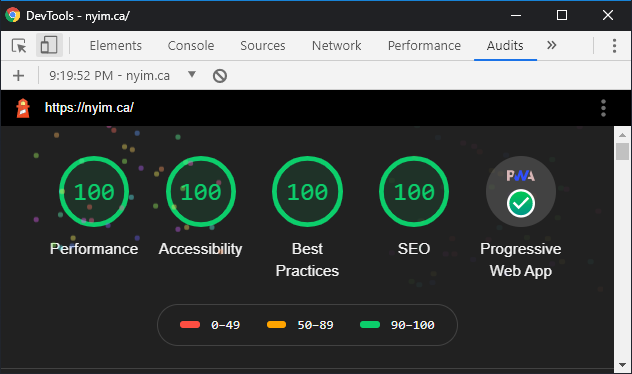 DevTools - nyim.ca/
Elements Console Sources Network Performance Audits »
9:19:52 PM - nyim.ca
https://nyim.ca/
100 100 100 100 PWA
Performance Accessibility Best Practices SEO Progressive Web App
0–49 50–89 90–100